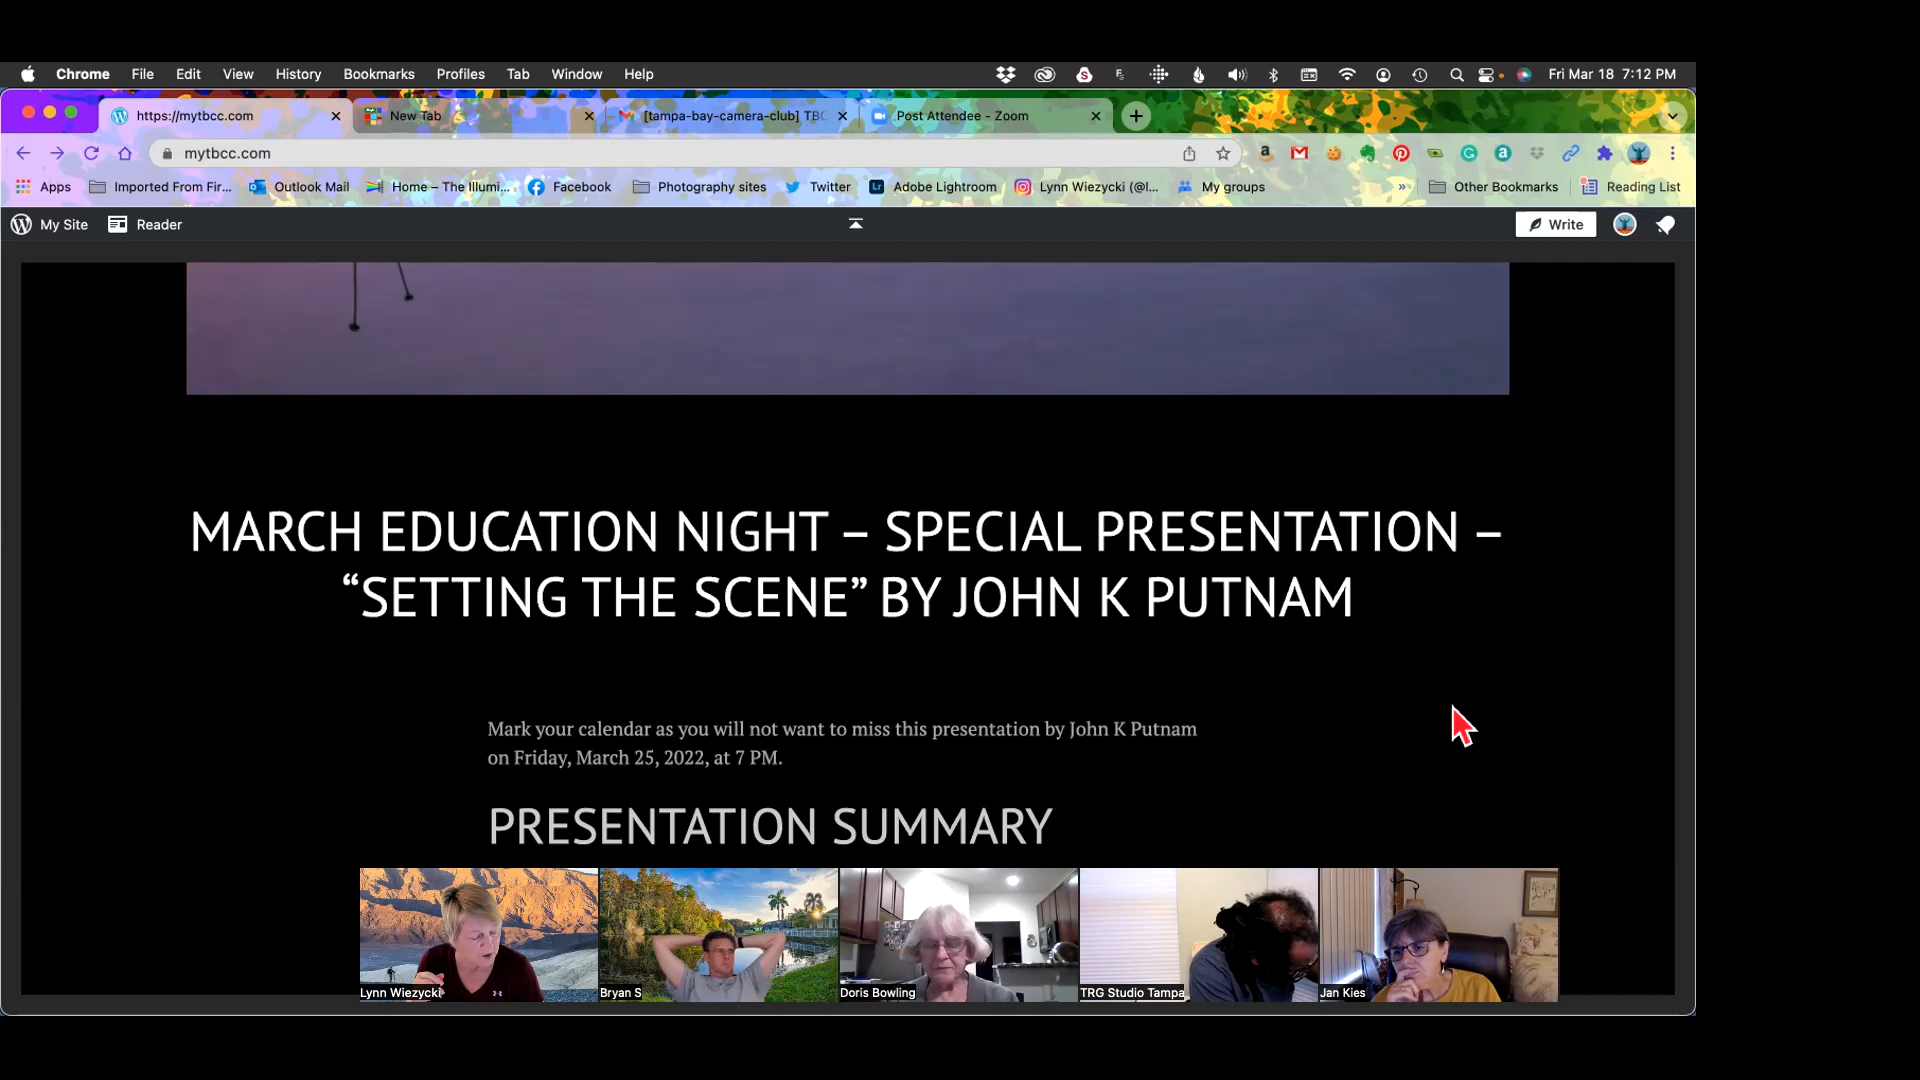 Chrome File Edit View History Bookmarks Profiles Tab Window Help Fri Mar 18 7:12 PM
https://mytbcc.com New Tab [tampa-bay-camera-club] TBC Post Attendee - Zoom
mytbcc.com
Apps Imported From Fir... Outlook Mail Home – The Illumi... Facebook Photography sites Twitter Adobe Lightroom Lynn Wiezycki (@l... My groups » Other Bookmarks Reading List
My Site Reader Write
MARCH EDUCATION NIGHT – SPECIAL PRESENTATION –
“SETTING THE SCENE” BY JOHN K PUTNAM
Mark your calendar as you will not want to miss this presentation by John K Putnam
on Friday, March 25, 2022, at 7 PM.
PRESENTATION SUMMARY
Lynn Wiezycki Bryan S Doris Bowling TRG Studio Tampa Jan Kies